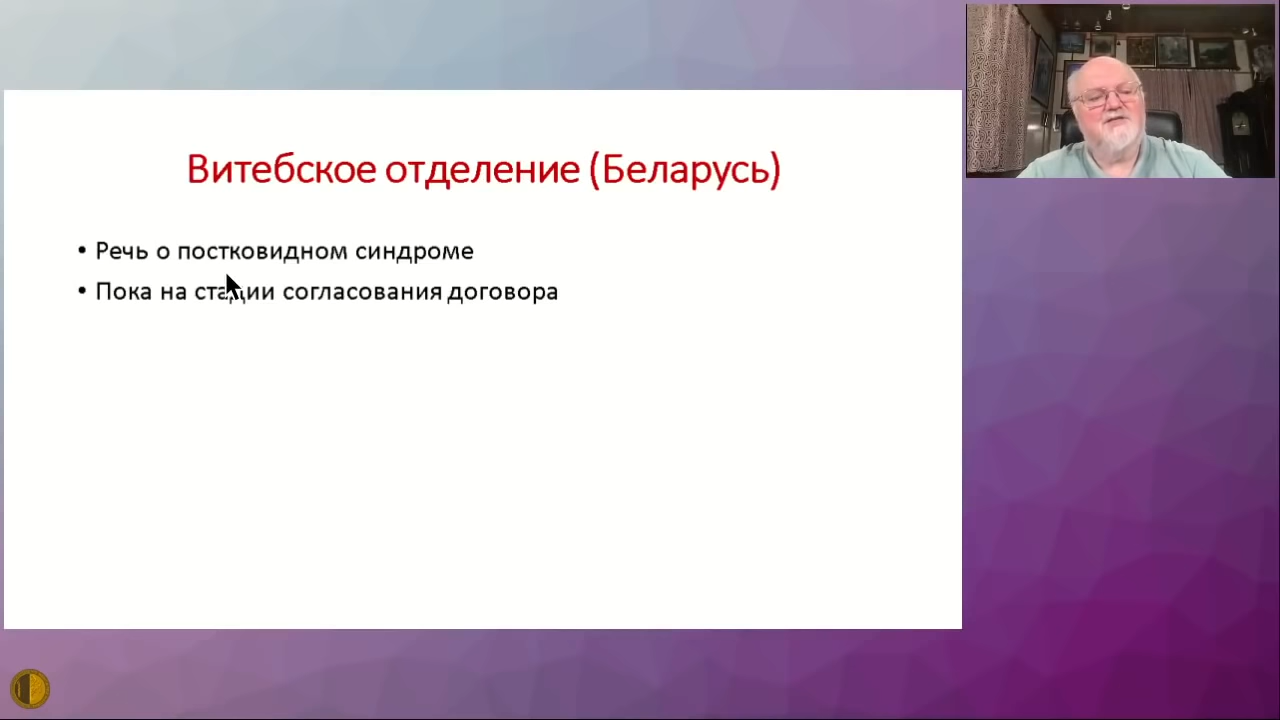 Витебское отделение (Беларусь)
• Речь о постковидном синдроме
• Пока на стадии согласования договора